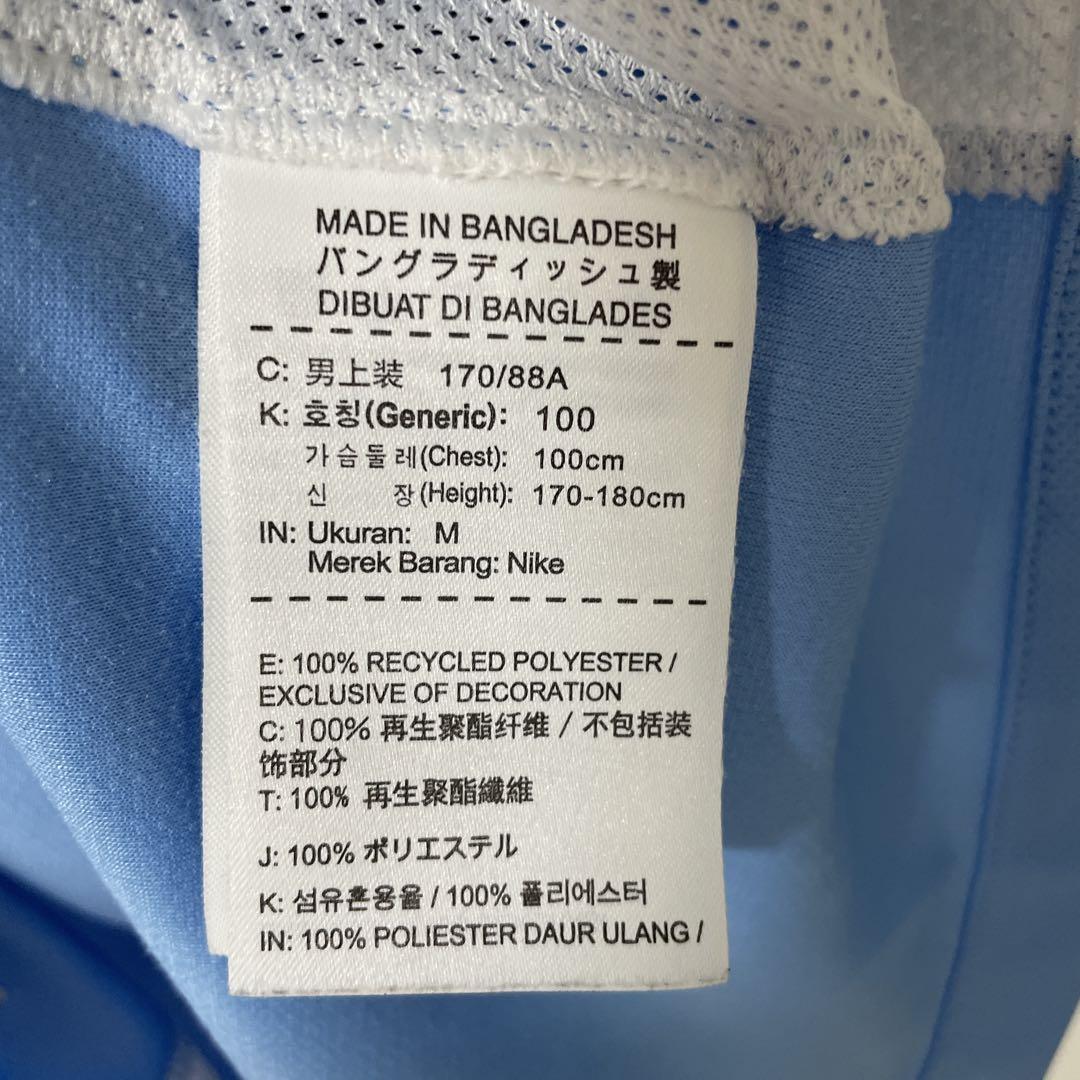 MADE IN BANGLADESH
バングラディッシュ製
DIBUAT DI BANGLADES
C: 男上装 170/88A
K: 호칭(Generic): 100
가슴둘레(Chest): 100cm
신 장(Height): 170-180cm
IN: Ukuran: M
Merek Barang: Nike
E: 100% RECYCLED POLYESTER /
EXCLUSIVE OF DECORATION
C: 100% 再生聚酯纤维 / 不包括装
饰部分
T: 100% 再生聚酯纖維
J: 100% ポリエステル
K: 섬유혼용율 / 100% 폴리에스터
IN: 100% POLIESTER DAUR ULANG /